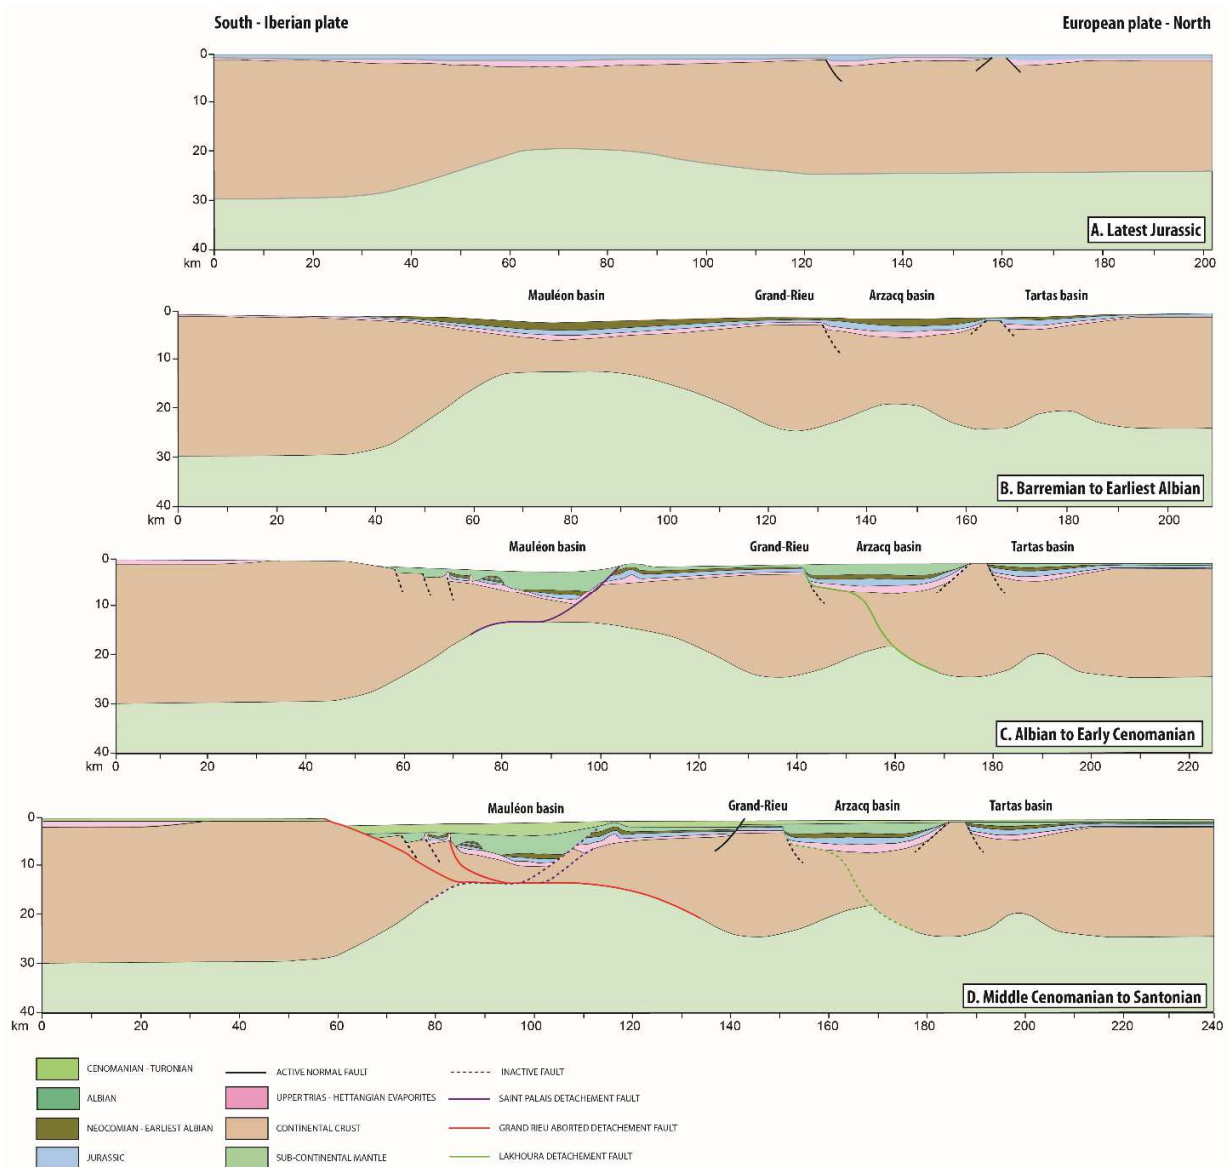 South - Iberian plate
European plate - North
0
10
20
30
40
A. Latest Jurassic
km 0 20 40 60 80 100 120 140 160 180 200
Mauléon basin Grand-Rieu Arzacq basin Tartas basin
0
10
20
30
40
B. Barremian to Earliest Albian
km 0 20 40 60 80 100 120 140 160 180 200
Mauléon basin Grand-Rieu Arzacq basin Tartas basin
0
10
20
30
40
C. Albian to Early Cenomanian
km 0 20 40 60 80 100 120 140 160 180 200 225
Mauléon basin Grand-Rieu Arzacq basin Tartas basin
0
10
20
30
40
D. Middle Cenomanian to Santonian
km 0 20 40 60 80 100 120 140 160 180 200 220 240
CENOMANIAN - TURONIAN
ACTIVE NORMAL FAULT
INACTIVE FAULT
ALBIAN
UPPER TRIAS - HETTANGIAN EVAPORITES
SAINT PALAIS DETACHEMENT FAULT
NEOCOMIAN - EARLIEST ALBIAN
CONTINENTAL CRUST
GRAND RIEU ABORTED DETACHEMENT FAULT
JURASSIC
SUB-CONTINENTAL MANTLE
LAKHOURA DETACHEMENT FAULT